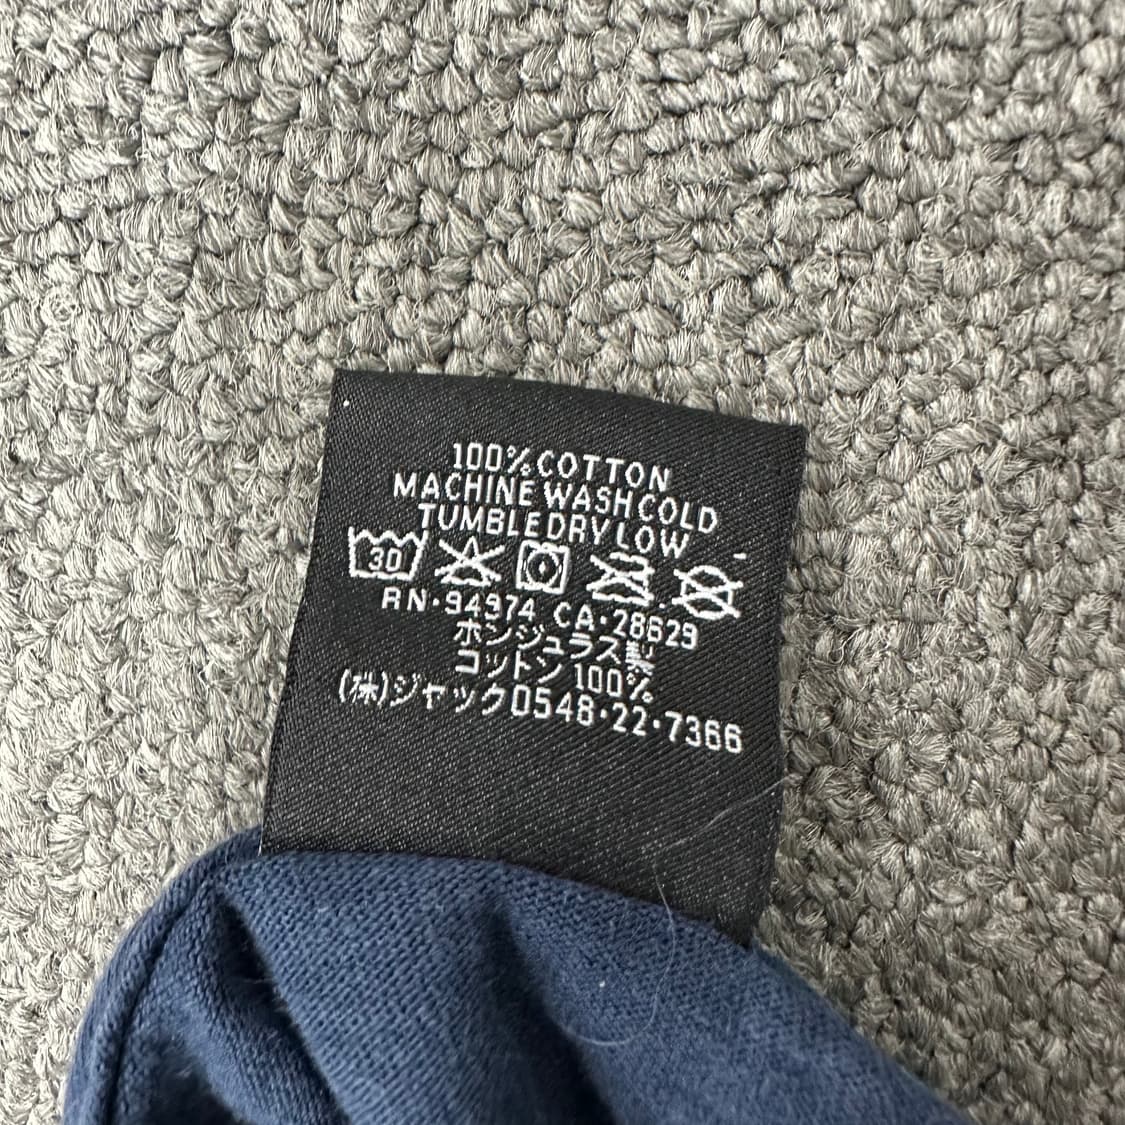 100% COTTON
MACHINE WASH COLD
TUMBLE DRY LOW
30
RN·94974 CA·28629
ホンジュラス製
コットン 100%
(株)ジャック0548·22·7366